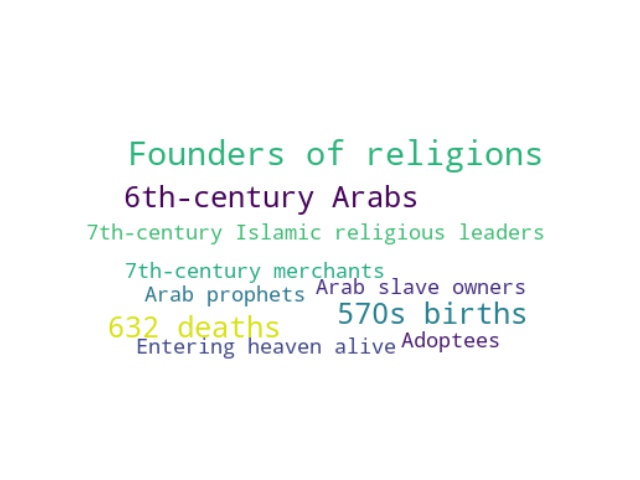 Founders of religions
6th-century Arabs
7th-century Islamic religious leaders
7th-century merchants
Arab slave owners
Arab prophets
570s births
632 deaths
Adoptees
Entering heaven alive